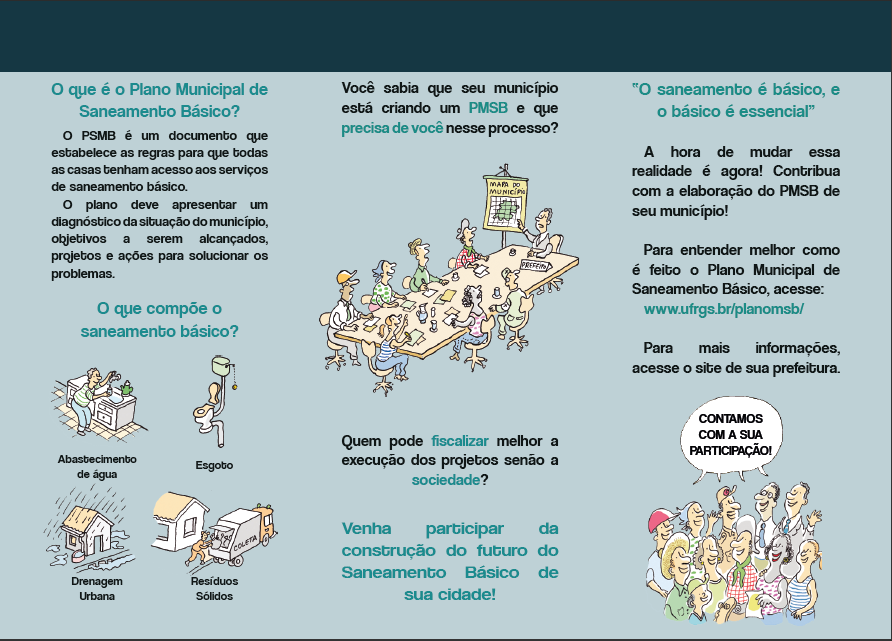 O que é o Plano Municipal de
Saneamento Básico?
O PSMB é um documento que
estabelece as regras para que todas
as casas tenham acesso aos serviços
de saneamento básico.
O plano deve apresentar um
diagnóstico da situação do município,
objetivos a serem alcançados,
projetos e ações para solucionar os
problemas.
O que compõe o
saneamento básico?
Abastecimento
de água
Esgoto
COLETA
Drenagem
Urbana
Resíduos
Sólidos
Você sabia que seu município
está criando um PMSB e que
precisa de você nesse processo?
MAPA DO
MUNICÍPIO
PREFEITO
Quem pode fiscalizar melhor a
execução dos projetos senão a
sociedade?
Venha participar da
construção do futuro do
Saneamento Básico de
sua cidade!
"O saneamento é básico, e
o básico é essencial"
A hora de mudar essa
realidade é agora! Contribua
com a elaboração do PMSB de
seu município!
Para entender melhor como
é feito o Plano Municipal de
Saneamento Básico, acesse:
www.ufrgs.br/planomsb/
Para mais informações,
acesse o site de sua prefeitura.
CONTAMOS
COM A SUA
PARTICIPAÇÃO!